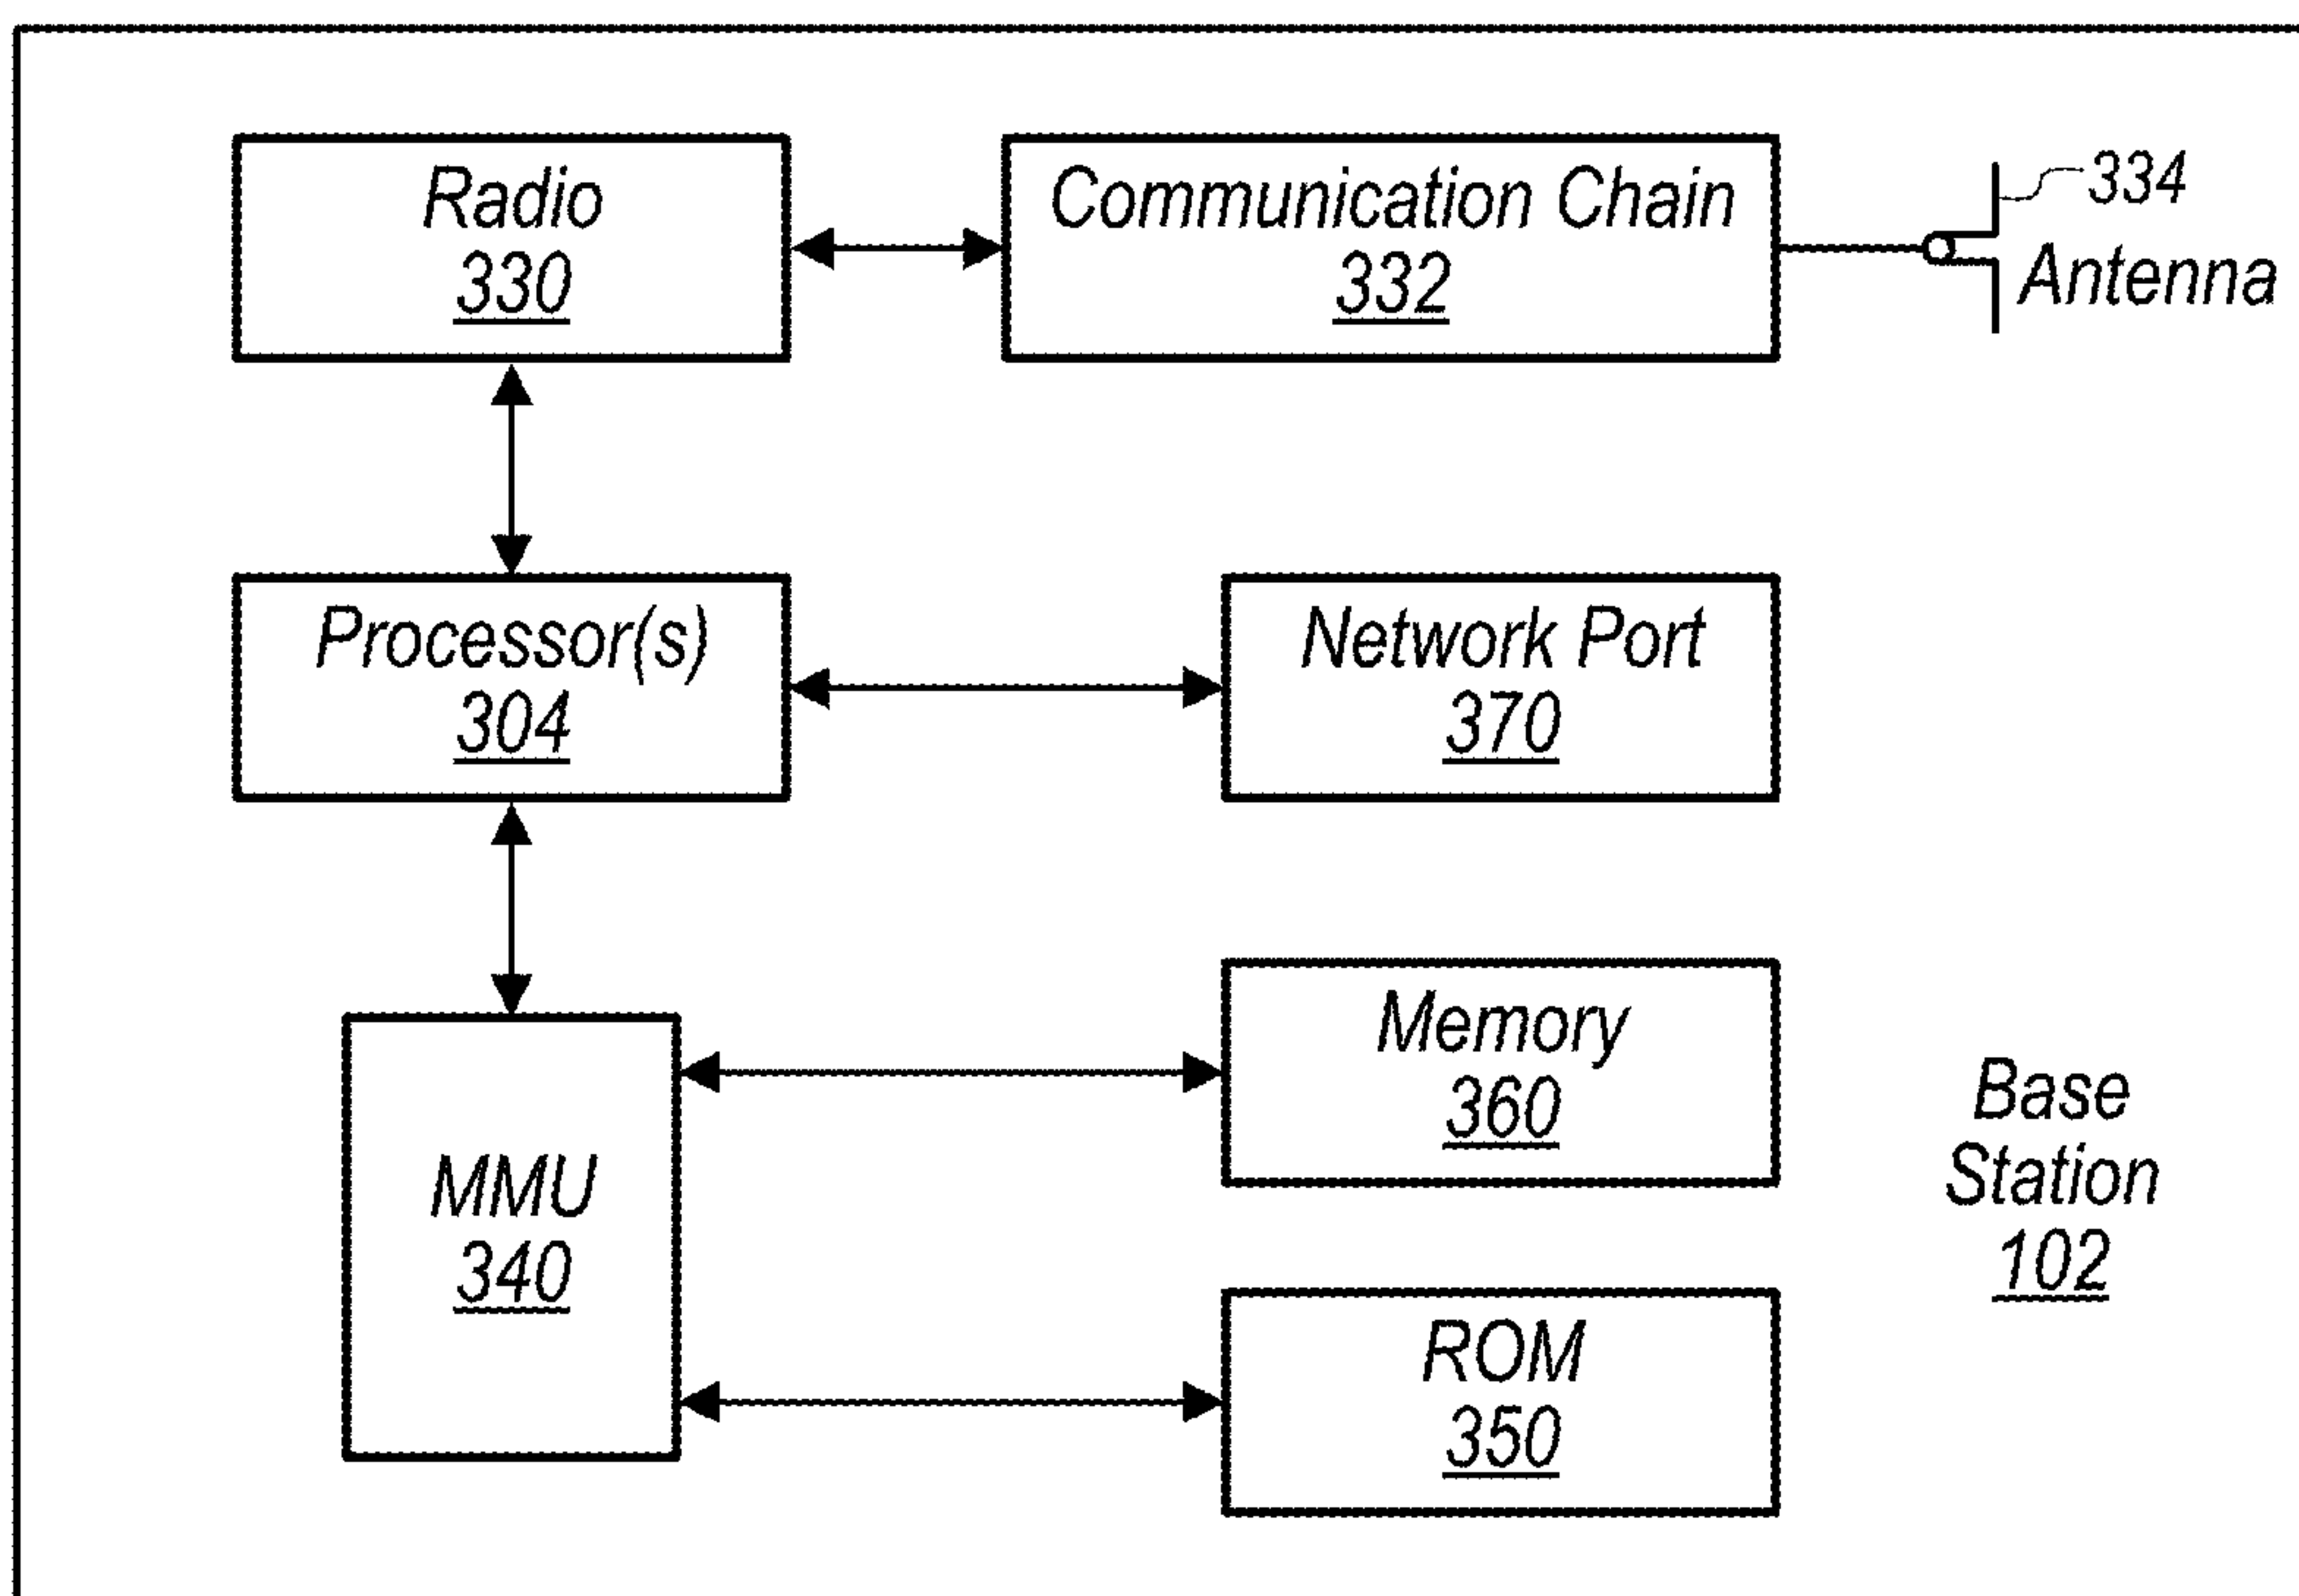 Radio
330
Communication Chain
332
334
Antenna
Processor(s)
304
Network Port
370
MMU
340
Memory
360
ROM
350
Base
Station
102